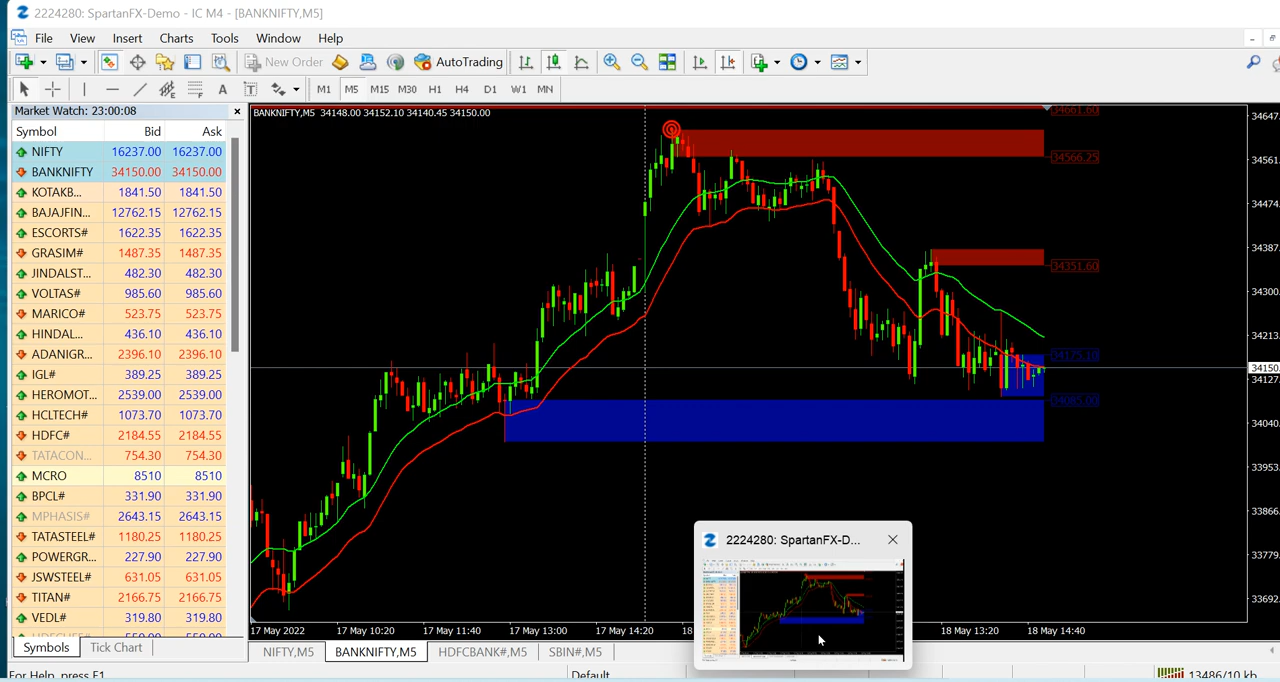 2224280: SpartanFX-Demo - IC M4 - [BANKNIFTY,M5]
File View Insert Charts Tools Window Help
New Order AutoTrading
A T M1 M5 M15 M30 H1 H4 D1 W1 MN
Market Watch: 23:00:08
Symbol Bid Ask
NIFTY 16237.00 16237.00
BANKNIFTY 34150.00 34150.00
KOTAKB... 1841.50 1841.50
BAJAJFIN... 12762.15 12762.15
ESCORTS# 1622.35 1622.35
GRASIM# 1487.35 1487.35
JINDALST... 482.30 482.30
VOLTAS# 985.60 985.60
MARICO# 523.75 523.75
HINDAL... 436.10 436.10
ADANIGR... 2396.10 2396.10
IGL# 389.25 389.25
HEROMOT... 2539.00 2539.00
HCLTECH# 1073.70 1073.70
HDFC# 2184.55 2184.55
TATACON... 754.30 754.30
MCRO 8510 8510
BPCL# 331.90 331.90
MPHASIS# 2643.15 2643.15
TATASTEEL# 1180.25 1180.25
POWERGR... 227.90 227.90
JSWSTEEL# 631.05 631.05
TITAN# 2166.75 2166.75
VEDL# 319.80 319.80
Symbols Tick Chart
For Help, press F1
BANKNIFTY,M5 34148.00 34152.10 34140.45 34150.00
34661.60
34566.25
34351.60
34175.10
34085.00
34647.
34561.
34474.
34387.
34300.
34213.
34150.
34127.
34040.
33953.
33866.
33779.
33692.
2224280: SpartanFX-D...
17 May 2022 17 May 10:20 17 May 11:40 17 May 13:00 17 May 14:20 18 18 May 13:20 18 May 14:40
NIFTY,M5 BANKNIFTY,M5 HDFCBANK#,M5 SBIN#,M5
Default
13486/10 kb